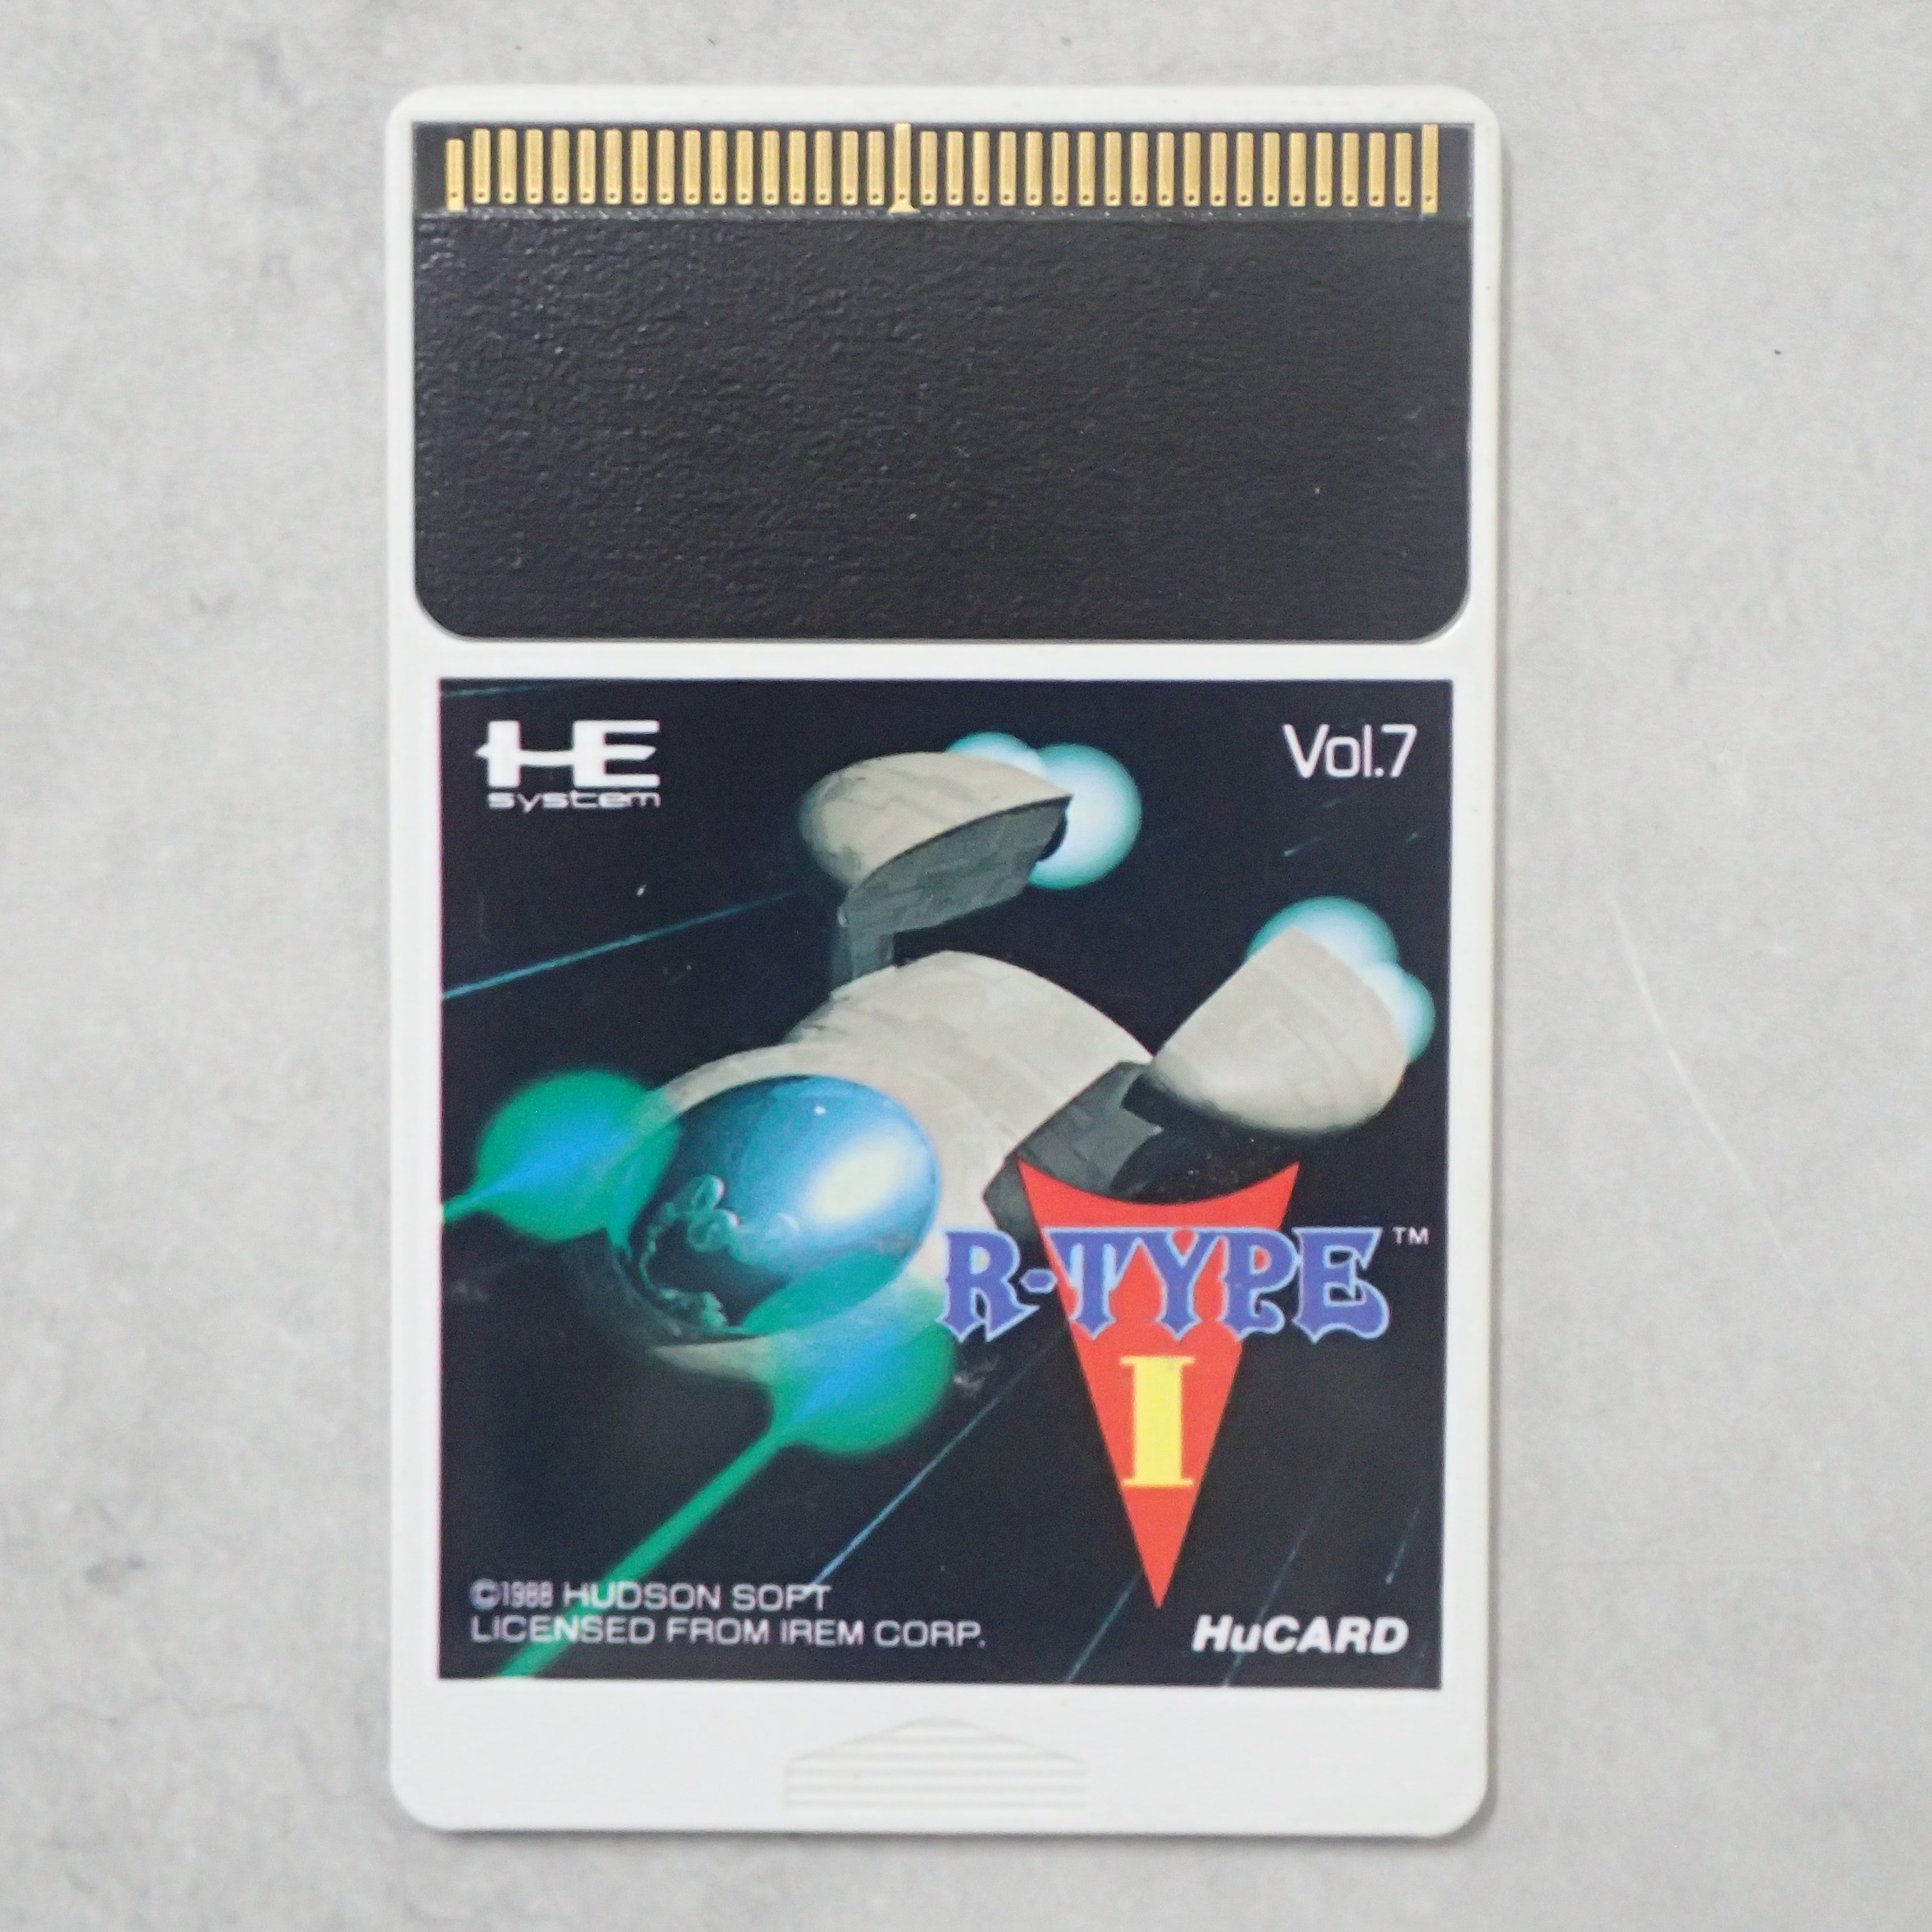 HE
system
Vol.7
R-TYPE™
I
©1988 HUDSON SOFT
LICENSED FROM IREM CORP.
HuCARD